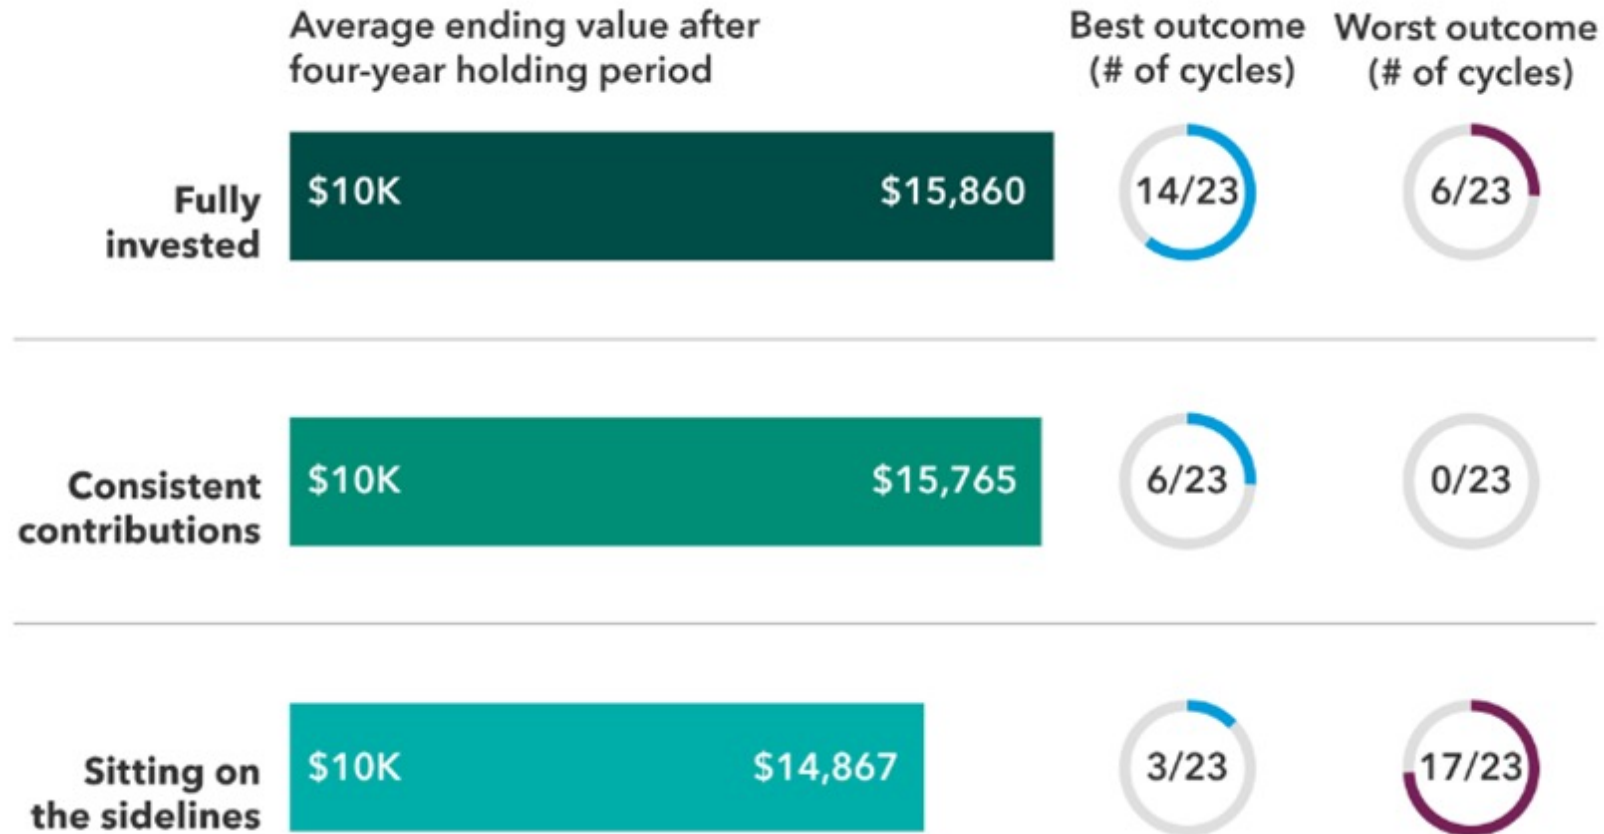 Average ending value after
four-year holding period
Best outcome
(# of cycles)
Worst outcome
(# of cycles)
Fully
invested
$10K
$15,860
14/23
6/23
Consistent
contributions
$10K
$15,765
6/23
0/23
Sitting on
the sidelines
$10K
$14,867
3/23
17/23